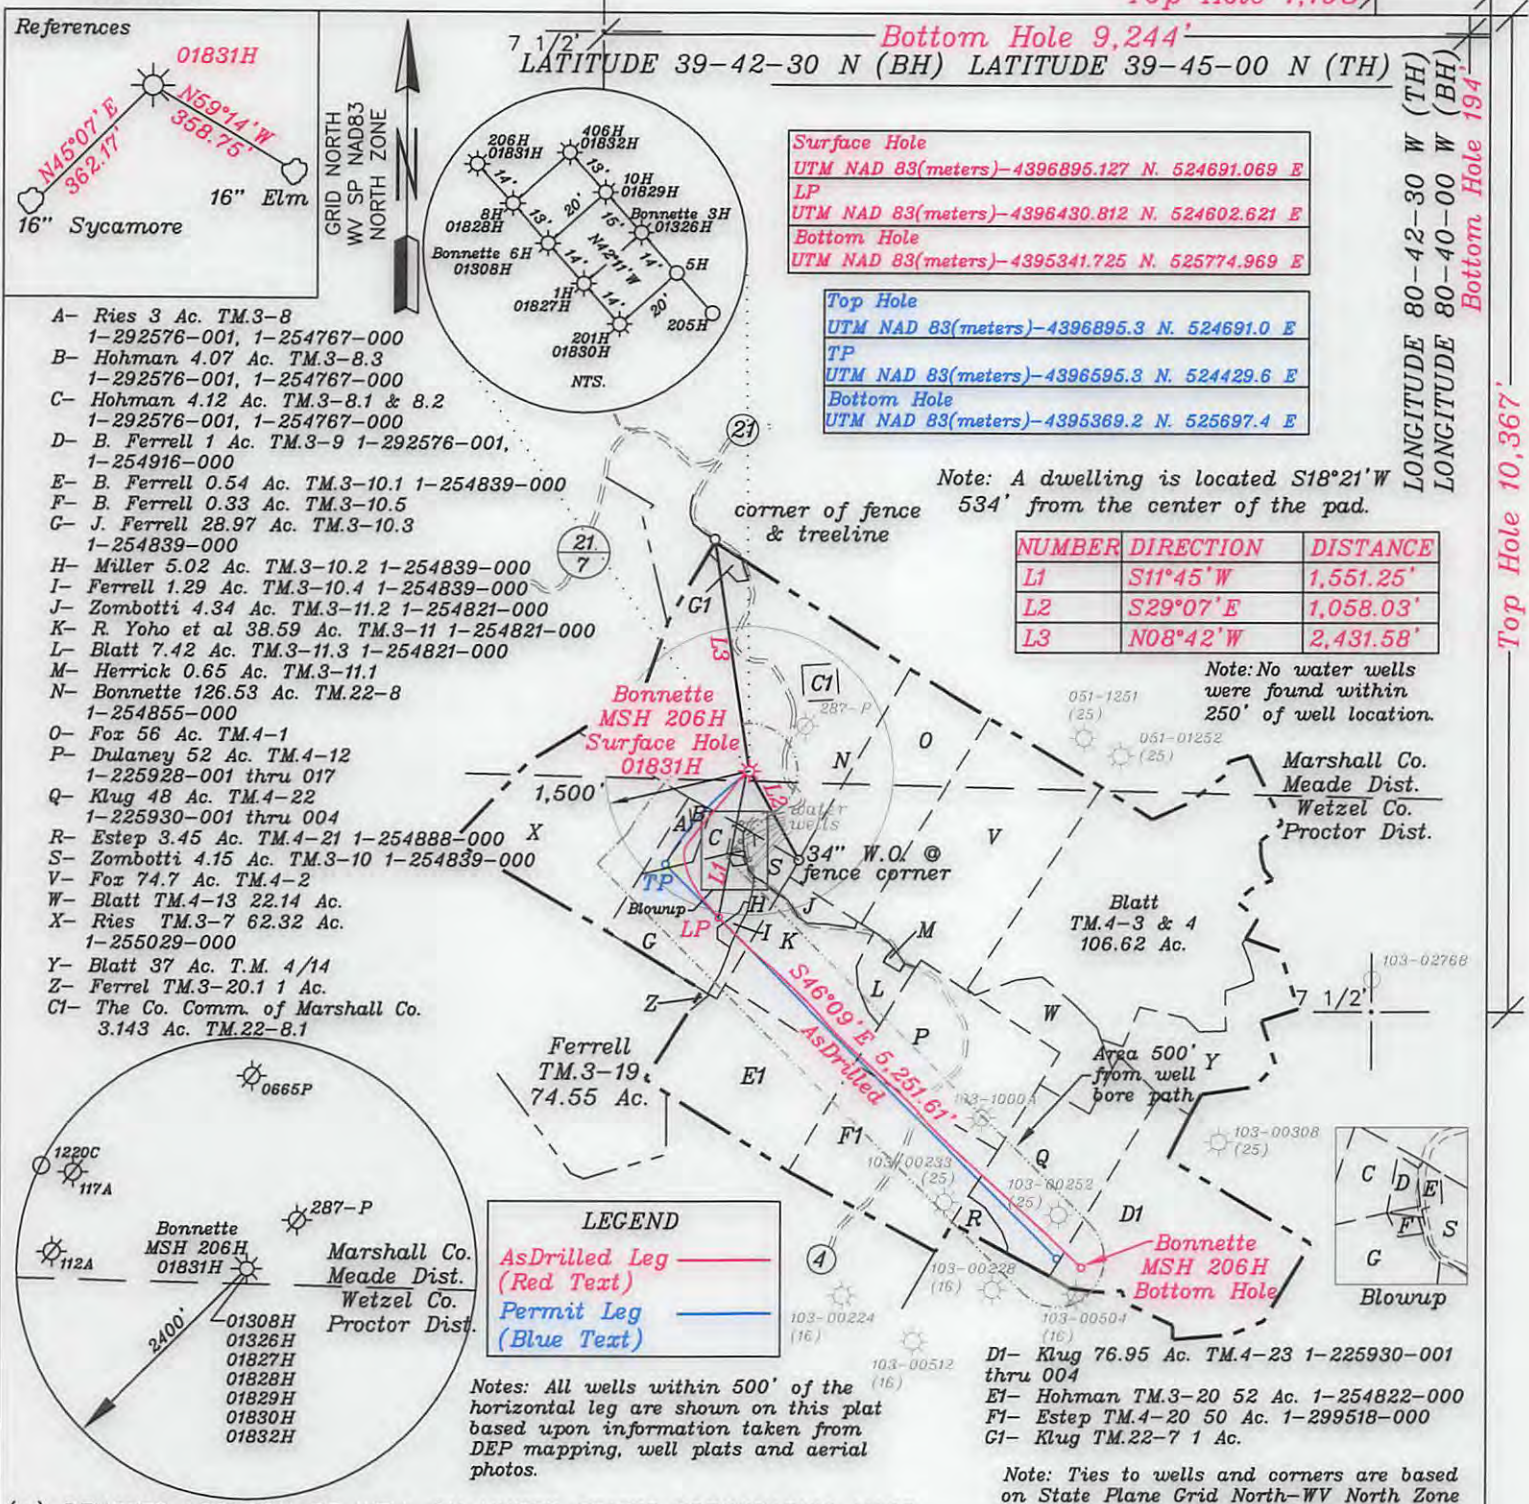 Bottom Hole 9,244'
7 1/2'
LATITUDE 39-42-30 N (BH) LATITUDE 39-45-00 N (TH)
LONGITUDE 80-42-30 W (TH)
LONGITUDE 80-40-00 W (BH)
Bottom Hole 194'
Top Hole 10,367'
References
01831H
N45°07'E
362.17'
N59°14'W
358.75'
16" Sycamore
16" Elm
GRID NORTH
WV SP NAD83
NORTH ZONE
N
206H
01831H
406H
01832H
13'
14'
10H
01829H
8H
01828H
13'
20'
15'
Bonnette 3H
01326H
Bonnette 6H
01308H
14'
N42°11'W
14'
5H
1H
01827H
14'
20'
205H
201H
01830H
NTS.
Surface Hole
UTM NAD 83(meters)-4396895.127 N. 524691.069 E
LP
UTM NAD 83(meters)-4396430.812 N. 524602.621 E
Bottom Hole
UTM NAD 83(meters)-4395341.725 N. 525774.969 E
Top Hole
UTM NAD 83(meters)-4396895.3 N. 524691.0 E
TP
UTM NAD 83(meters)-4396595.3 N. 524429.6 E
Bottom Hole
UTM NAD 83(meters)-4395369.2 N. 525697.4 E
A- Ries 3 Ac. TM.3-8
1-292576-001, 1-254767-000
B- Hohman 4.07 Ac. TM.3-8.3
1-292576-001, 1-254767-000
C- Hohman 4.12 Ac. TM.3-8.1 & 8.2
1-292576-001, 1-254767-000
D- B. Ferrell 1 Ac. TM.3-9 1-292576-001,
1-254916-000
E- B. Ferrell 0.54 Ac. TM.3-10.1 1-254839-000
F- B. Ferrell 0.33 Ac. TM.3-10.5
G- J. Ferrell 28.97 Ac. TM.3-10.3
1-254839-000
H- Miller 5.02 Ac. TM.3-10.2 1-254839-000
I- Ferrell 1.29 Ac. TM.3-10.4 1-254839-000
J- Zombotti 4.34 Ac. TM.3-11.2 1-254821-000
K- R. Yoho et al 38.59 Ac. TM.3-11 1-254821-000
L- Blatt 7.42 Ac. TM.3-11.3 1-254821-000
M- Herrick 0.65 Ac. TM.3-11.1
N- Bonnette 126.53 Ac. TM.22-8
1-254855-000
O- Fox 56 Ac. TM.4-1
P- Dulaney 52 Ac. TM.4-12
1-225928-001 thru 017
Q- Klug 48 Ac. TM.4-22
1-225930-001 thru 004
R- Estep 3.45 Ac. TM.4-21 1-254888-000
S- Zombotti 4.15 Ac. TM.3-10 1-254839-000
V- Fox 74.7 Ac. TM.4-2
W- Blatt TM.4-13 22.14 Ac.
X- Ries TM.3-7 62.32 Ac.
1-255029-000
Y- Blatt 37 Ac. T.M. 4/14
Z- Ferrel TM.3-20.1 1 Ac.
C1- The Co. Comm. of Marshall Co.
3.143 Ac. TM.22-8.1
21
21
7
corner of fence
& treeline
Note: A dwelling is located S18°21'W
534' from the center of the pad.
NUMBER DIRECTION DISTANCE
L1 S11°45'W 1,551.25'
L2 S29°07'E 1,058.03'
L3 N08°42'W 2,431.58'
Note: No water wells
were found within
250' of well location.
G1
L3
C1
287-P
051-1251
(25)
051-01252
(25)
Bonnette
MSH 206H
Surface Hole
01831H
N
O
V
X
1,500'
L2
water
wells
A
B
C
I
S
L1
34" W.O. @
fence corner
TP
Blowup
LP
G
H
J
I
K
M
L
Z
P
W
Y
Marshall Co.
Meade Dist.
Wetzel Co.
Proctor Dist.
Blatt
TM.4-3 & 4
106.62 Ac.
103-02768
7 1/2'
Ferrell
TM.3-19
74.55 Ac.
E1
S46°09'E 5,251.61'
AsDrilled
Area 500'
from well
bore path
103-1000A
F1
Q
103-00308
(25)
103-00233
(25)
103-00252
(25)
R
D1
Bonnette
MSH 206H
Bottom Hole
4
103-00228
(16)
103-00224
(16)
103-00504
(16)
103-00512
(16)
C
D
E
F
S
G
Blowup
0665P
1220C
117A
287-P
112A
Bonnette
MSH 206H
01831H
Marshall Co.
Meade Dist.
Wetzel Co.
Proctor Dist.
2400'
01308H
01326H
01827H
01828H
01829H
01830H
01832H
LEGEND
AsDrilled Leg
(Red Text)
Permit Leg
(Blue Text)
Notes: All wells within 500' of the
horizontal leg are shown on this plat
based upon information taken from
DEP mapping, well plats and aerial
photos.
D1- Klug 76.95 Ac. TM.4-23 1-225930-001
thru 004
E1- Hohman TM.3-20 52 Ac. 1-254822-000
F1- Estep TM.4-20 50 Ac. 1-299518-000
G1- Klug TM.22-7 1 Ac.
Note: Ties to wells and corners are based
on State Plane Grid North-WV North Zone